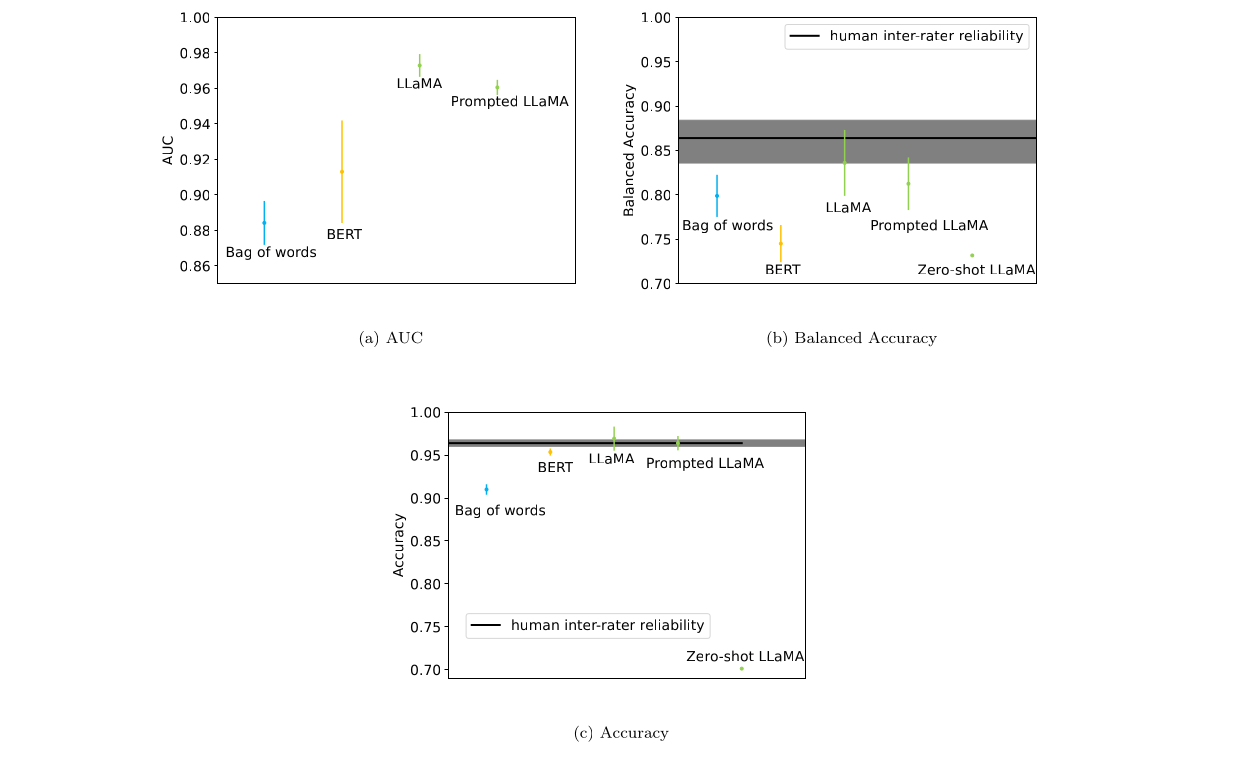 1.00
0.98
0.96
0.94
0.92
0.90
0.88
0.86
AUC
LLaMA
Prompted LLaMA
BERT
Bag of words
(a) AUC
1.00
0.95
0.90
0.85
0.80
0.75
0.70
Balanced Accuracy
human inter-rater reliability
LLaMA
Bag of words
Prompted LLaMA
BERT
Zero-shot LLaMA
(b) Balanced Accuracy
1.00
0.95
0.90
0.85
0.80
0.75
0.70
Accuracy
BERT
LLaMA
Prompted LLaMA
Bag of words
human inter-rater reliability
Zero-shot LLaMA
(c) Accuracy